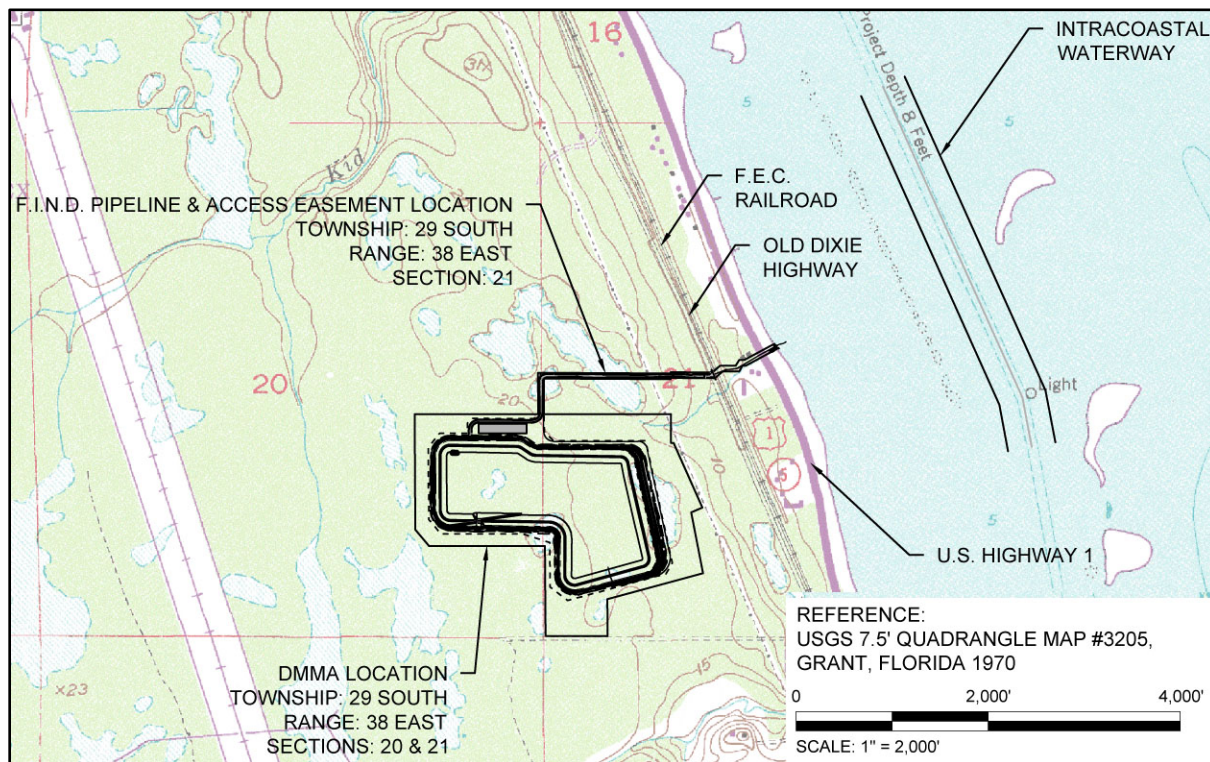 16
3ft
Kid
Project Depth 8 Feet
INTRACOASTAL
WATERWAY
5
5
F.E.C.
RAILROAD
F.I.N.D. PIPELINE & ACCESS EASEMENT LOCATION
TOWNSHIP: 29 SOUTH
RANGE: 38 EAST
SECTION: 21
OLD DIXIE
HIGHWAY
20
21
20
Light
1
10
5
5
U.S. HIGHWAY 1
DMMA LOCATION
TOWNSHIP: 29 SOUTH
RANGE: 38 EAST
SECTIONS: 20 & 21
x23
15
REFERENCE:
USGS 7.5' QUADRANGLE MAP #3205,
GRANT, FLORIDA 1970
0 2,000' 4,000'
SCALE: 1" = 2,000'